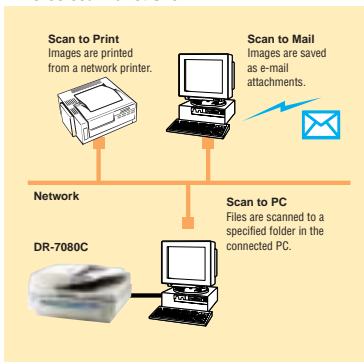 Scan to Print
Images are printed
from a network printer.
Scan to Mail
Images are saved
as e-mail
attachments.
Network
Scan to PC
Files are scanned to a
specified folder in the
connected PC.
DR-7080C